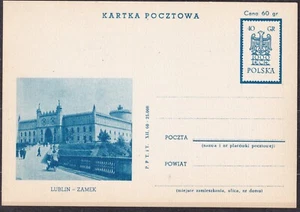 KARTKA POCZTOWA
Cena 60 gr
40 GR
POLSKA
POCZTA
(nazwa i nr placówki pocztowej)
POWIAT
(miejsce zamieszkania, ulica, nr domu)
LUBLIN - ZAMEK